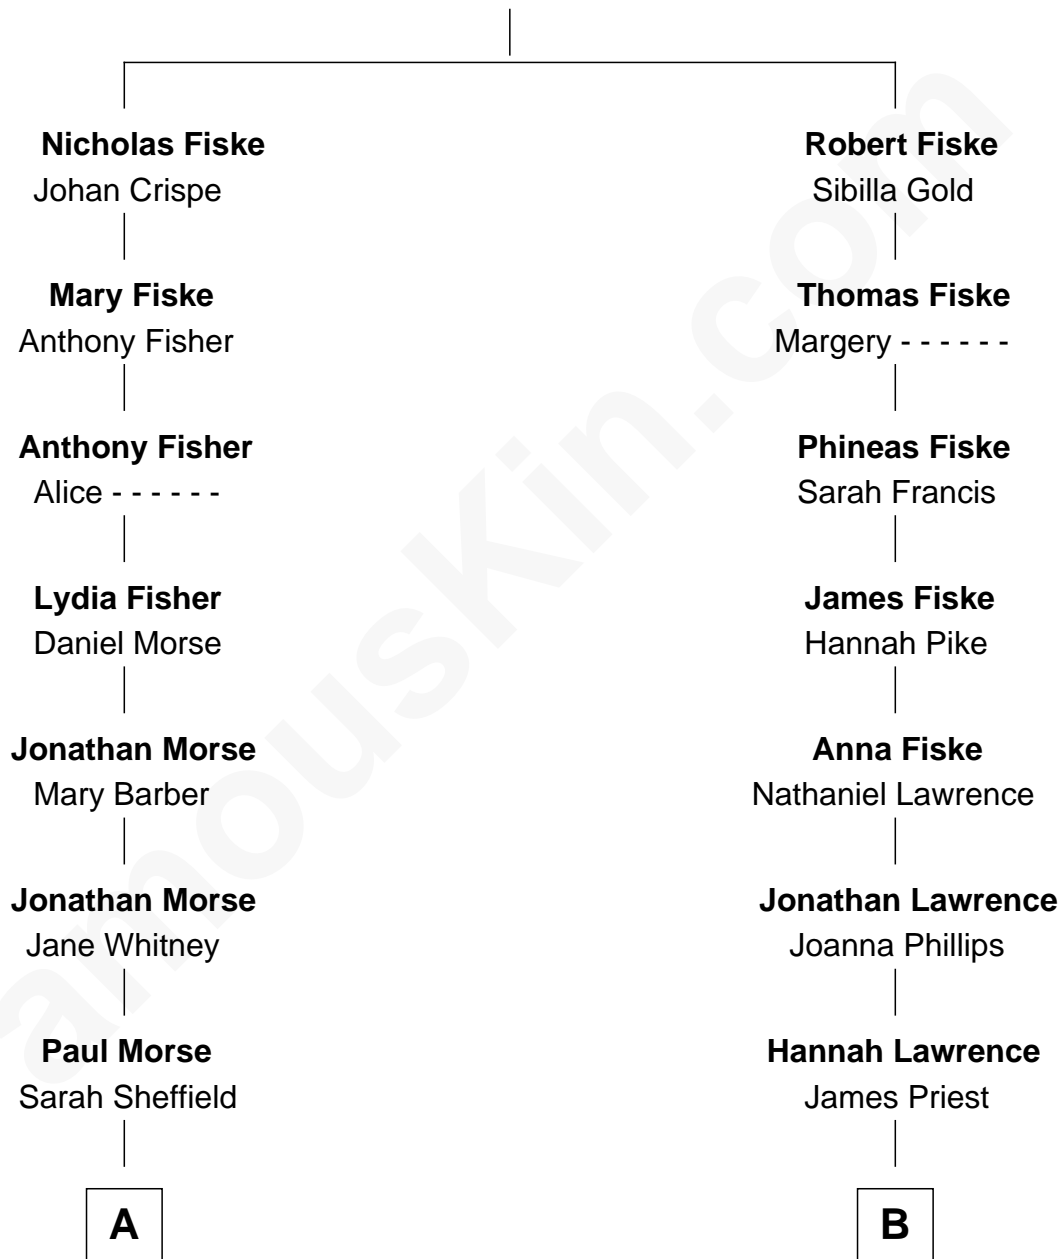 Nicholas Fiske
Johan Crispe
Mary Fiske
Anthony Fisher
Anthony Fisher
Alice - - - - - -
Lydia Fisher
Daniel Morse
Jonathan Morse
Mary Barber
Jonathan Morse
Jane Whitney
Paul Morse
Sarah Sheffield
A
Robert Fiske
Sibilla Gold
Thomas Fiske
Margery - - - - - -
Phineas Fiske
Sarah Francis
James Fiske
Hannah Pike
Anna Fiske
Nathaniel Lawrence
Jonathan Lawrence
Joanna Phillips
Hannah Lawrence
James Priest
B
amouskin.com